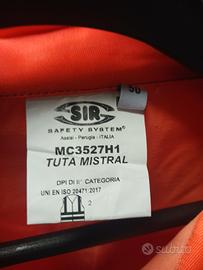 SIR
SAFETY SYSTEM®
Assisi - Perugia - ITALIA
MC3527H1
TUTA MISTRAL
DPI DI II° CATEGORIA
UNI EN ISO 20471:2017
2
50
subito